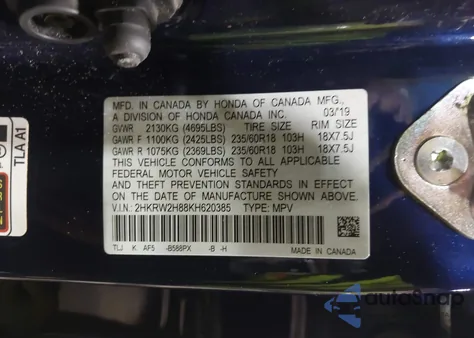 MFD. IN CANADA BY HONDA OF CANADA MFG.,
A DIVISION OF HONDA CANADA INC. 03/19
GVWR 2130KG (4695LBS) TIRE SIZE RIM SIZE
GAWR F 1100KG (2425LBS) 235/60R18 103H 18X7.5J
GAWR R 1075KG (2369LBS) 235/60R18 103H 18X7.5J
THIS VEHICLE CONFORMS TO ALL APPLICABLE
FEDERAL MOTOR VEHICLE SAFETY
AND THEFT PREVENTION STANDARDS IN EFFECT
ON THE DATE OF MANUFACTURE SHOWN ABOVE.
V.I.N.: 2HKRW2H88KH620385 TYPE: MPV
TLJ K AF5 -B588PX -B -H
MADE IN CANADA
TLA A1
autosnap